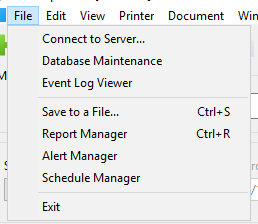 File Edit View Printer Document Win
Connect to Server...
Database Maintenance
Event Log Viewer
Save to a File... Ctrl+S
Report Manager Ctrl+R
Alert Manager
Schedule Manager
Exit